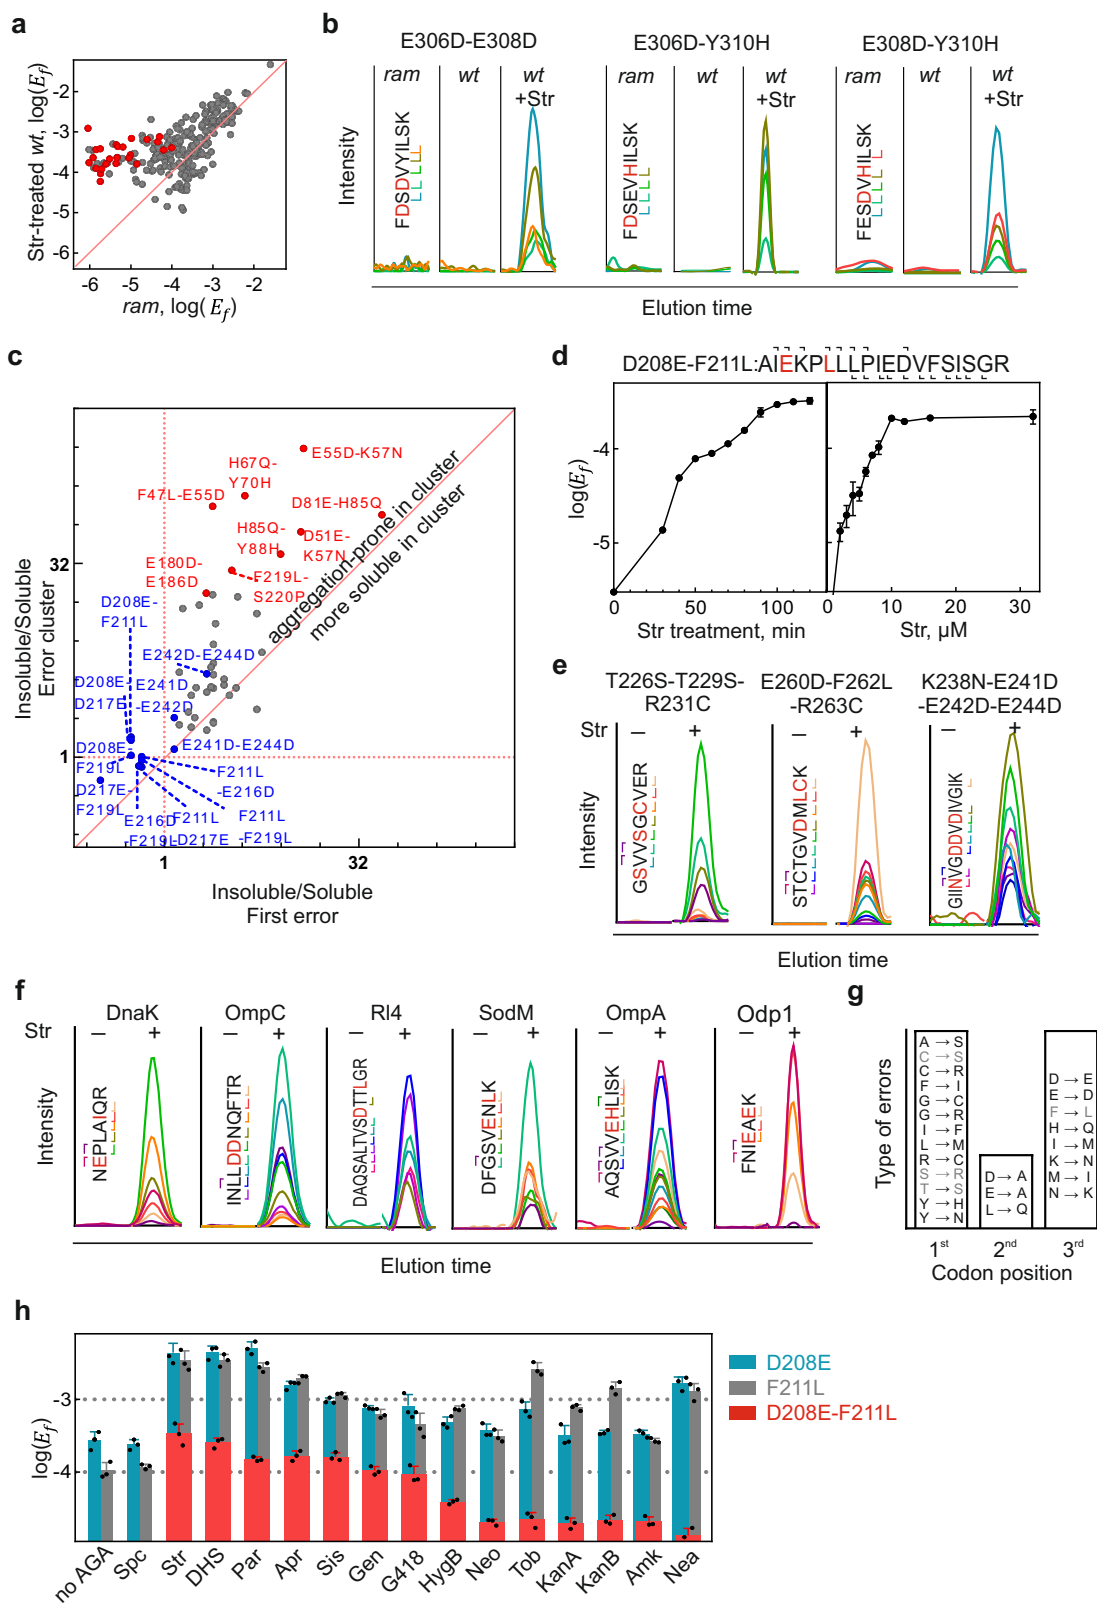 a
Str-treated wt, log(Ef)
-2
-3
-4
-5
-6
-6 -5 -4 -3 -2
ram, log(Ef)
b
E306D-E308D E306D-Y310H E308D-Y310H
ram wt wt +Str ram wt wt +Str ram wt wt +Str
Intensity
FDSDVYILSK
FDSEVHILSK
FESDVHILSK
Elution time
c
Insoluble/Soluble
Error cluster
E55D-K57N
H67Q-
Y70H
F47L-E55D
D81E-H85Q
H85Q-
Y88H
D51E-
K57N
E180D-
E186D
F219L-
S220P
aggregation-prone in cluster
more soluble in cluster
32
D208E-
F211L
E242D-E244D
D208E-
D217E
E241D
-E242D
E241D-E244D
1
D208E-
F219L
D217E-
F219L
F211L
-E216D
E216D
-F219L
F211L
-D217E
F211L
-F219L
1 32
Insoluble/Soluble
First error
d
D208E-F211L:AIEKPLLLPIEDVFSISGR
log(Ef)
-4
-5
0 50 100
Str treatment, min
0 10 20 30
Str, µM
e
T226S-T229S-
R231C
E260D-F262L
-R263C
K238N-E241D
-E242D-E244D
Str − + − + − +
Intensity
GSVVSGCVER
STCTGVDMLCK
GIINVGDDVDIVGIK
Elution time
f
DnaK OmpC Rl4 SodM OmpA Odp1
Str − + − + − + − + − + − +
Intensity
NEPLAIQR
INLLDDNQFTR
DAQSALTVSDTTLGR
DFGSVENLK
AQSVVEHLISK
FNIEAEK
Elution time
g
Type of errors
A → S
C → S
C → R
F → I
G → C
G → R
I → F
L → M
R → C
S → R
T → S
Y → H
Y → N
D → A
E → A
L → Q
D → E
E → D
F → L
H → Q
I → M
K → N
M → I
N → K
1st 2nd 3rd
Codon position
h
log(Ef)
-3
-4
no AGA Spc Str DHS Par Apr Sis Gen G418 HygB Neo Tob KanA KanB Amk Nea
D208E
F211L
D208E-F211L